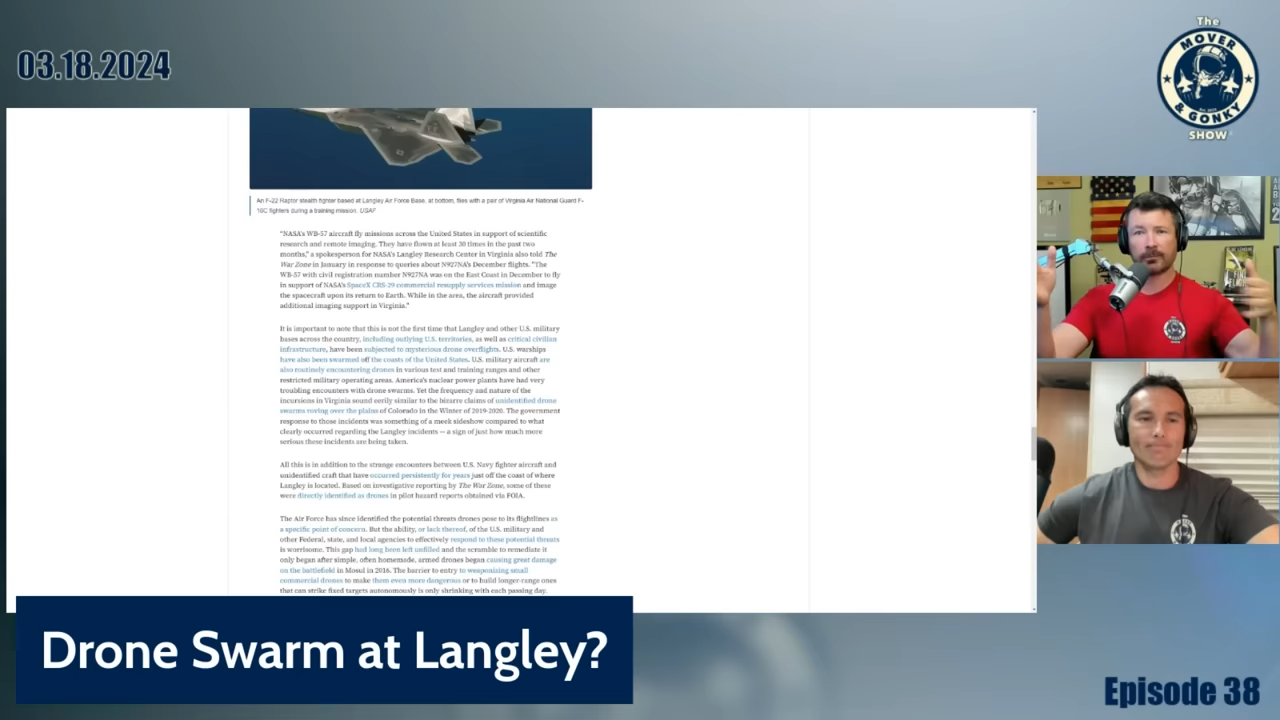 03.18.2024
The
MOVER
& GONKY
SHOW
An F-22 Raptor stealth fighter based at Langley Air Force Base, at bottom, flies with a pair of Virginia Air National Guard F-
16C fighters during a training mission. USAF
"NASA's WB-57 aircraft fly missions across the United States in support of scientific
research and remote imaging. They have flown at least 30 times in the past two
months," a spokesperson for NASA's Langley Research Center in Virginia also told The
War Zone in January in response to queries about N927NA's December flights. "The
WB-57 with civil registration number N927NA was on the East Coast in December to fly
in support of NASA's SpaceX CRS-29 commercial resupply services mission and image
the spacecraft upon its return to Earth. While in the area, the aircraft provided
additional imaging support in Virginia."
It is important to note that this is not the first time that Langley and other U.S. military
bases across the country, including outlying U.S. territories, as well as critical civilian
infrastructure, have been subjected to mysterious drone overflights. U.S. warships
have also been swarmed off the coasts of the United States. U.S. military aircraft are
also routinely encountering drones in various test and training ranges and other
restricted military operating areas. America's nuclear power plants have had very
troubling encounters with drone swarms. Yet the frequency and nature of the
incursions in Virginia sound eerily similar to the bizarre claims of unidentified drone
swarms roving over the plains of Colorado in the Winter of 2019-2020. The government
response to those incidents was something of a meek sideshow compared to what
clearly occurred regarding the Langley incidents — a sign of just how much more
serious these incidents are being taken.
All this is in addition to the strange encounters between U.S. Navy fighter aircraft and
unidentified craft that have occurred persistently for years just off the coast of where
Langley is located. Based on investigative reporting by The War Zone, some of these
were directly identified as drones in pilot hazard reports obtained via FOIA.
The Air Force has since identified the potential threats drones pose to its flightlines as
a specific point of concern. But the ability, or lack thereof, of the U.S. military and
other Federal, state, and local agencies to effectively respond to these potential threats
is worrisome. This gap had long been left unfilled and the scramble to remediate it
only began after simple, often homemade, armed drones began causing great damage
on the battlefield in Mosul in 2016. The barrier to entry to weaponizing small
commercial drones to make them even more dangerous or to build longer-range ones
that can strike fixed targets autonomously is only shrinking with each passing day.
Drone Swarm at Langley?
Episode 38